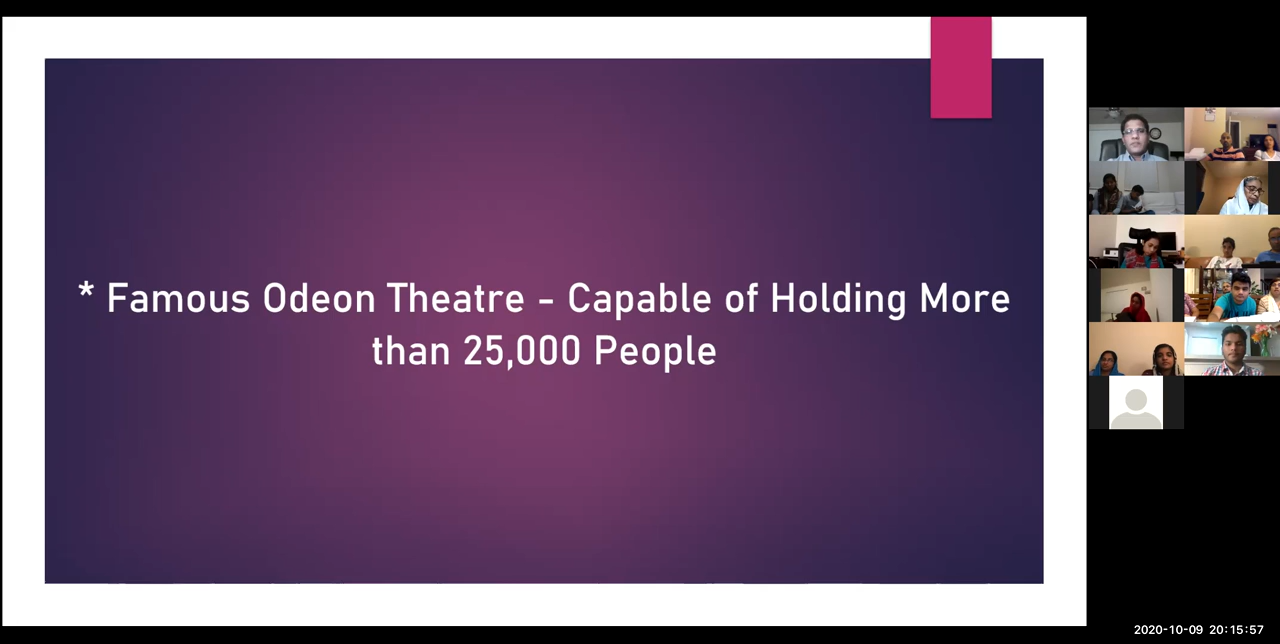 * Famous Odeon Theatre - Capable of Holding More
than 25,000 People
2020-10-09 20:15:57